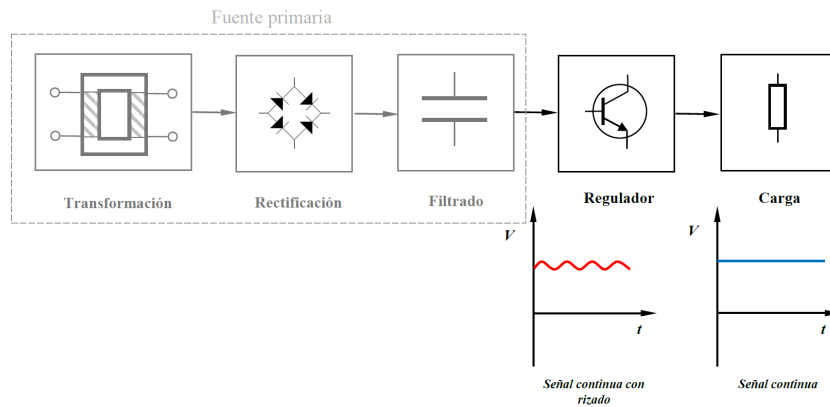 Fuente primaria
Transformación
Rectificación
Filtrado
Regulador
Carga
V
t
Señal continua con
rizado
V
t
Señal continua